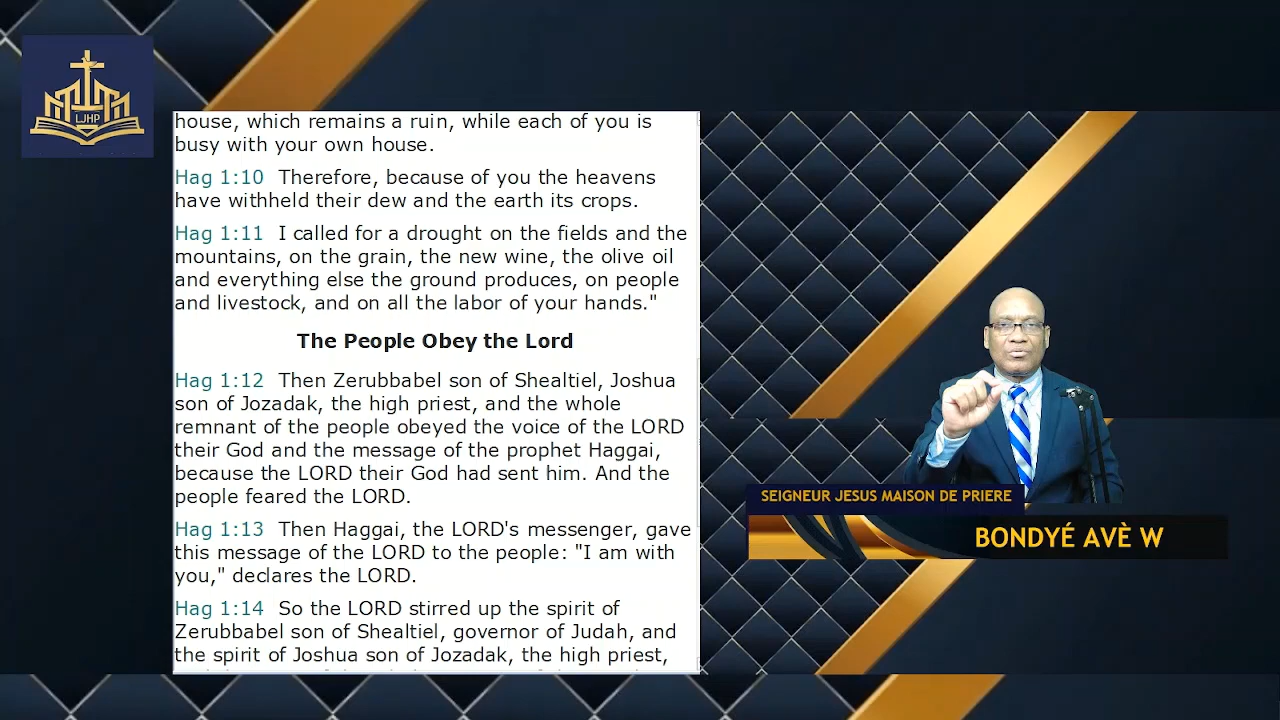 LJHP
house, which remains a ruin, while each of you is
busy with your own house.
Hag 1:10 Therefore, because of you the heavens
have withheld their dew and the earth its crops.
Hag 1:11 I called for a drought on the fields and the
mountains, on the grain, the new wine, the olive oil
and everything else the ground produces, on people
and livestock, and on all the labor of your hands."
The People Obey the Lord
Hag 1:12 Then Zerubbabel son of Shealtiel, Joshua
son of Jozadak, the high priest, and the whole
remnant of the people obeyed the voice of the LORD
their God and the message of the prophet Haggai,
because the LORD their God had sent him. And the
people feared the LORD.
Hag 1:13 Then Haggai, the LORD's messenger, gave
this message of the LORD to the people: "I am with
you," declares the LORD.
Hag 1:14 So the LORD stirred up the spirit of
Zerubbabel son of Shealtiel, governor of Judah, and
the spirit of Joshua son of Jozadak, the high priest,
SEIGNEUR JESUS MAISON DE PRIERE
BONDYÉ AVÈ W